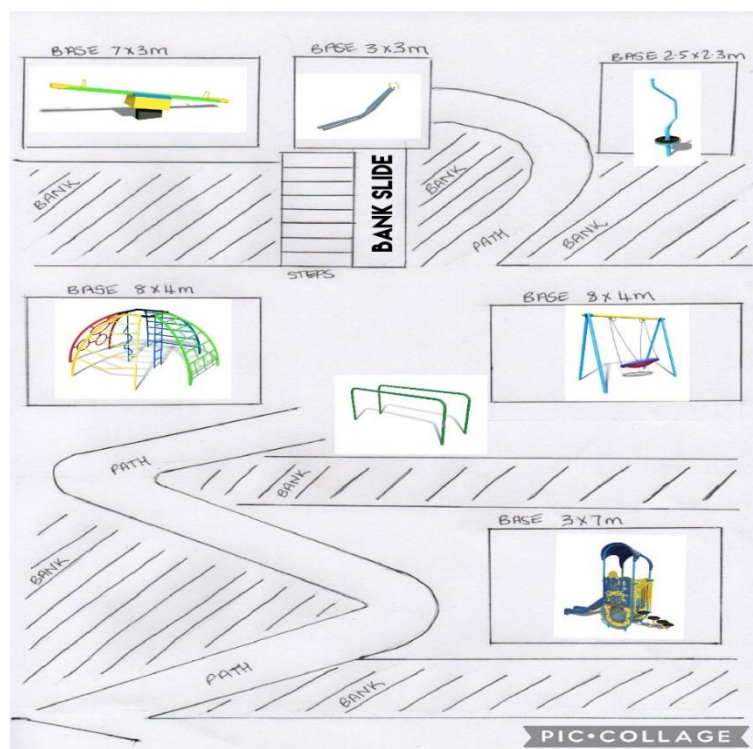 BASE 7x3m
BASE 3x3m
BASE 2.5x2.3m
BANK
BANK SLIDE
BANK
PATH
BANK
STEPS
BASE 8x4m
BASE 8x4m
PATH
BANK
BASE 3x7m
BANK
PATH
BANK
PIC•COLLAGE